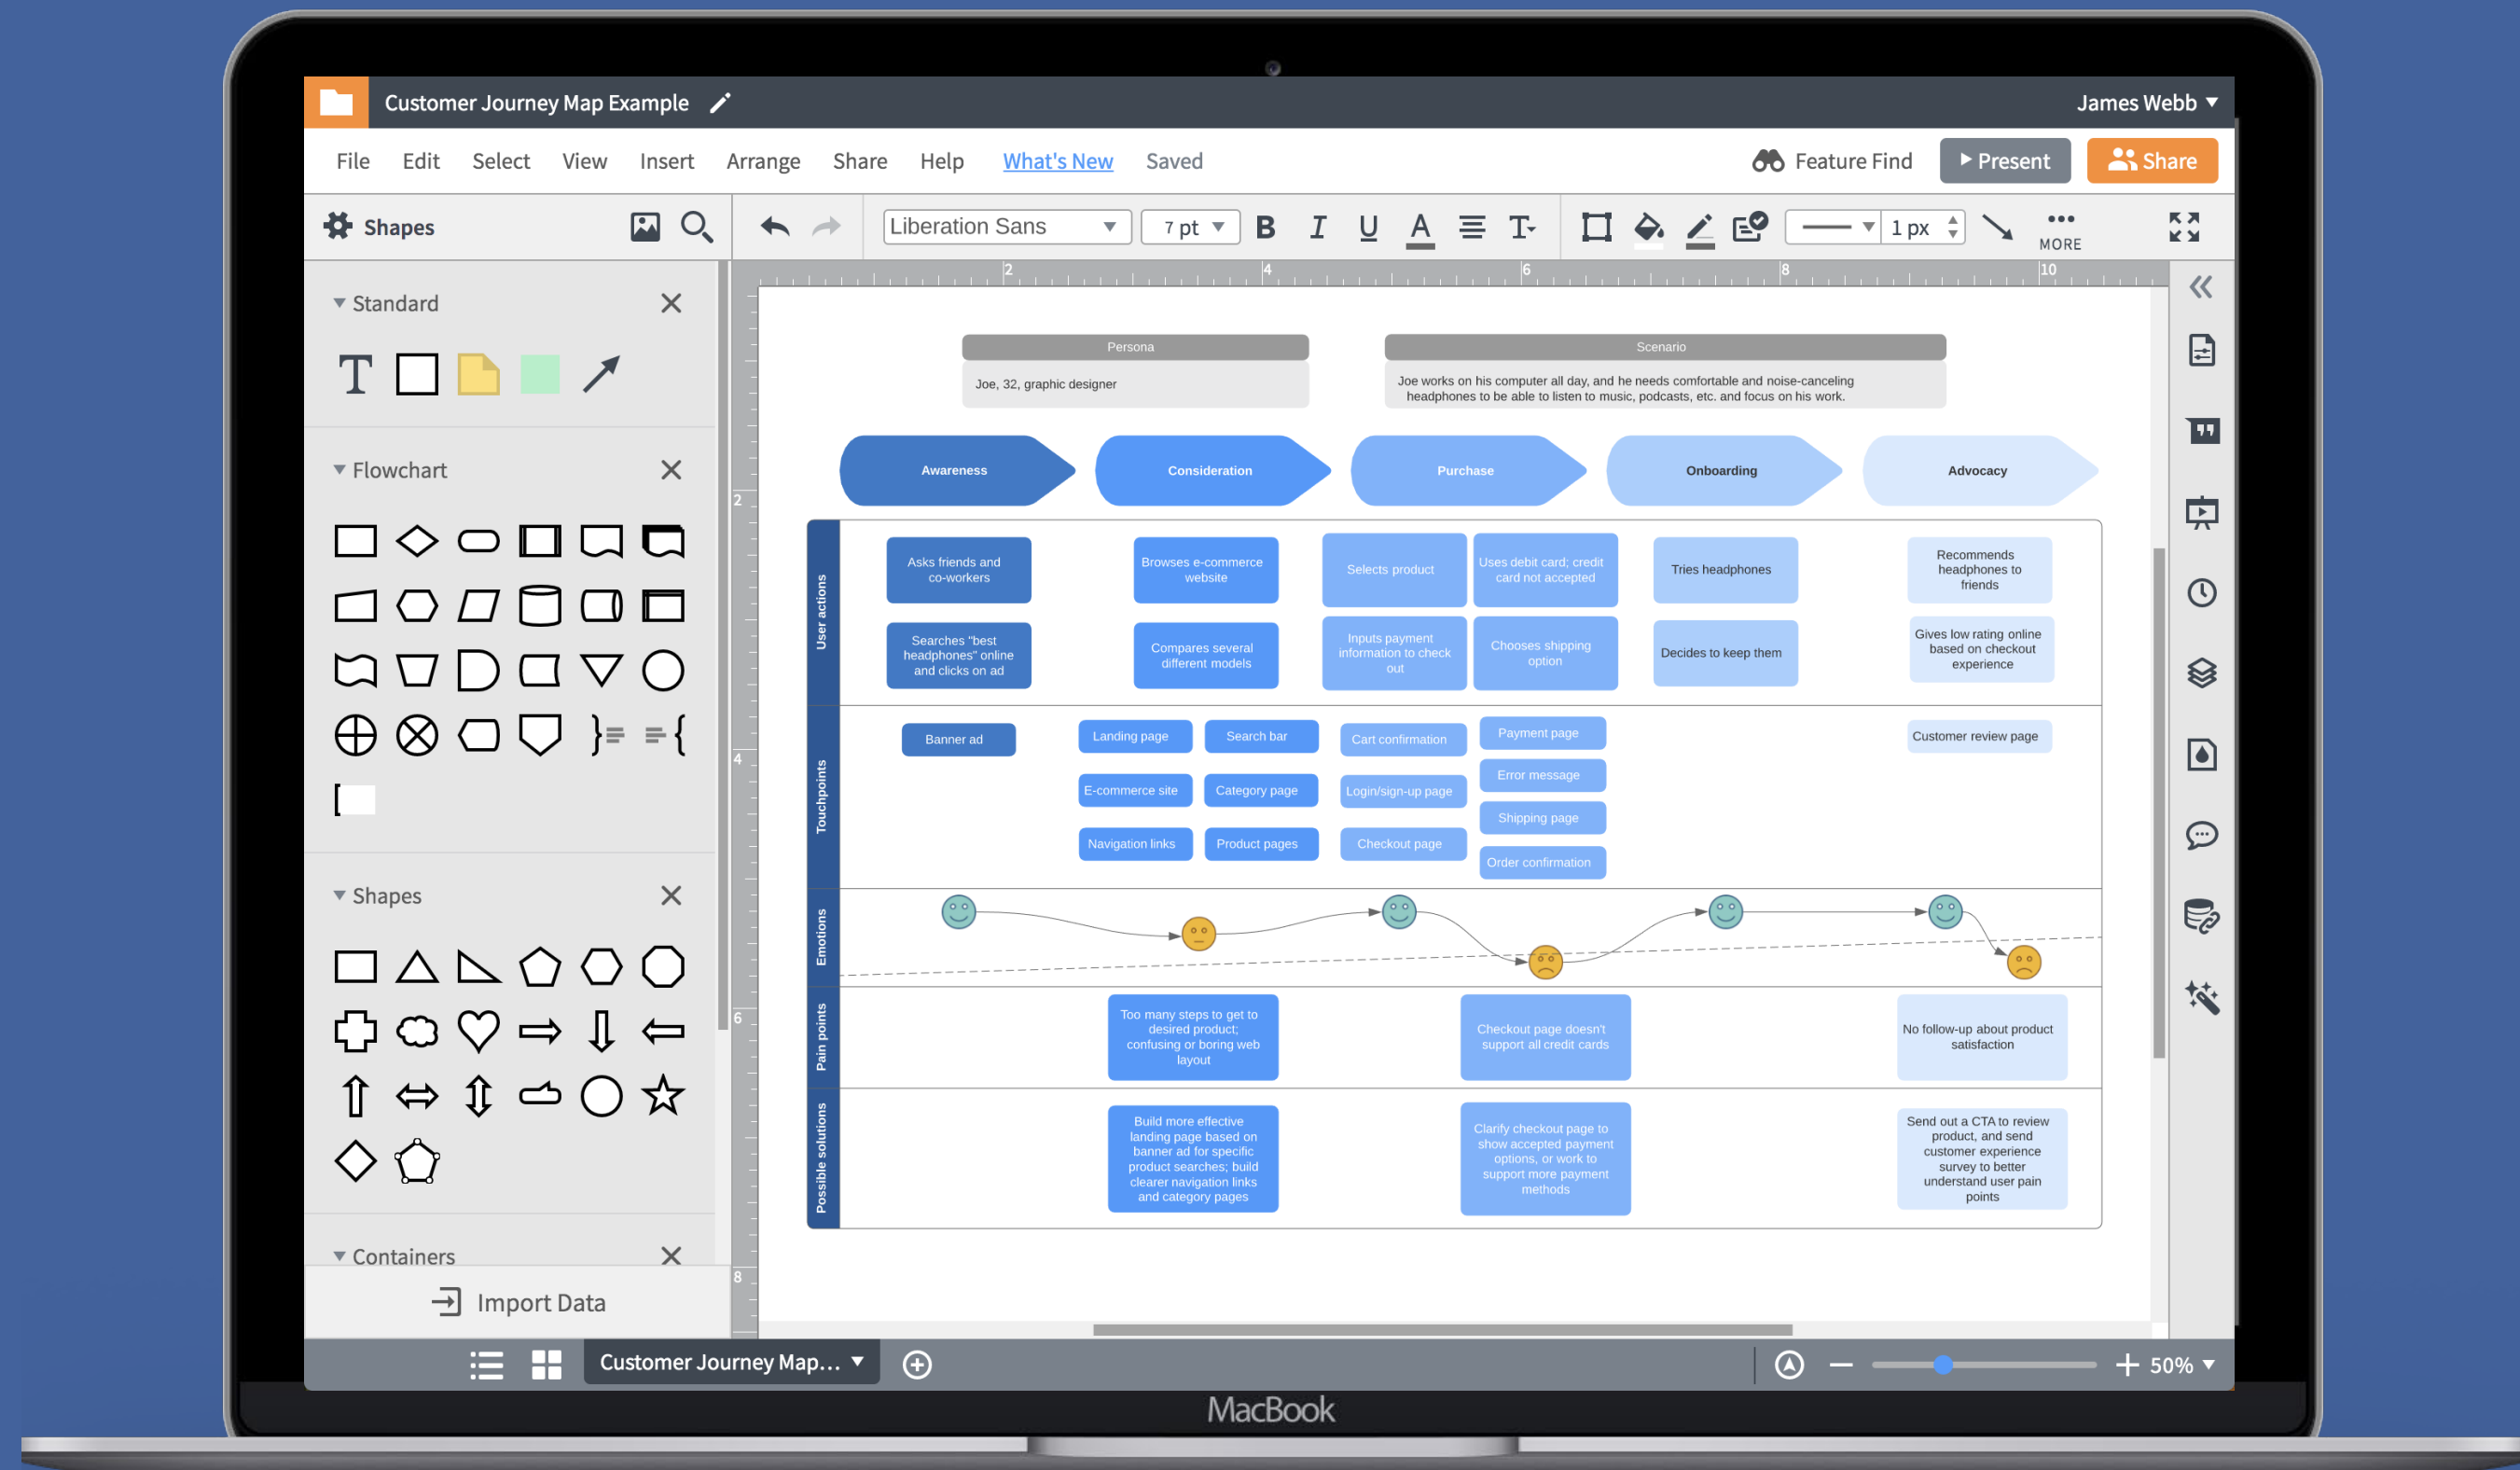 Customer Journey Map Example
James Webb
File Edit Select View Insert Arrange Share Help What's New Saved
Feature Find
Present
Share
Shapes
Liberation Sans
7 pt
B I U A T
1 px
MORE
2 4 6 8 10
Standard
T
Flowchart
Shapes
Containers
Import Data
2
4
6
8
Persona
Joe, 32, graphic designer
Scenario
Joe works on his computer all day, and he needs comfortable and noise-canceling
headphones to be able to listen to music, podcasts, etc. and focus on his work.
Awareness
Consideration
Purchase
Onboarding
Advocacy
User actions
Asks friends and
co-workers
Searches "best
headphones" online
and clicks on ad
Browses e-commerce
website
Compares several
different models
Selects product
Inputs payment
information to check
out
Uses debit card; credit
card not accepted
Chooses shipping
option
Tries headphones
Decides to keep them
Recommends
headphones to
friends
Gives low rating online
based on checkout
experience
Touchpoints
Banner ad
Landing page
Search bar
E-commerce site
Category page
Navigation links
Product pages
Cart confirmation
Login/sign-up page
Checkout page
Payment page
Error message
Shipping page
Order confirmation
Customer review page
Emotions
Pain points
Too many steps to get to
desired product;
confusing or boring web
layout
Checkout page doesn't
support all credit cards
No follow-up about product
satisfaction
Possible solutions
Build more effective
landing page based on
banner ad for specific
product searches; build
clearer navigation links
and category pages
Clarify checkout page to
show accepted payment
options, or work to
support more payment
methods
Send out a CTA to review
product, and send
customer experience
survey to better
understand user pain
points
Customer Journey Map...
50%
MacBook